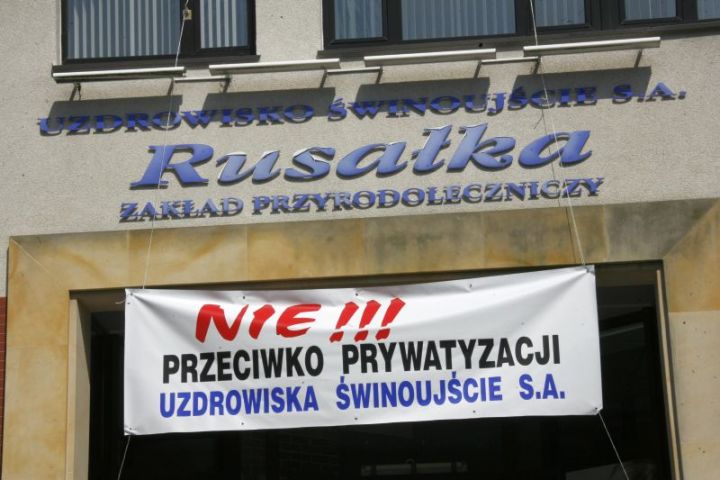 UZDROWISKO ŚWINOUJŚCIE S.A.
Rusałka
ZAKŁAD PRZYRODOLECZNICZY
NIE!!!
PRZECIWKO PRYWATYZACJI
UZDROWISKA ŚWINOUJŚCIE S.A.